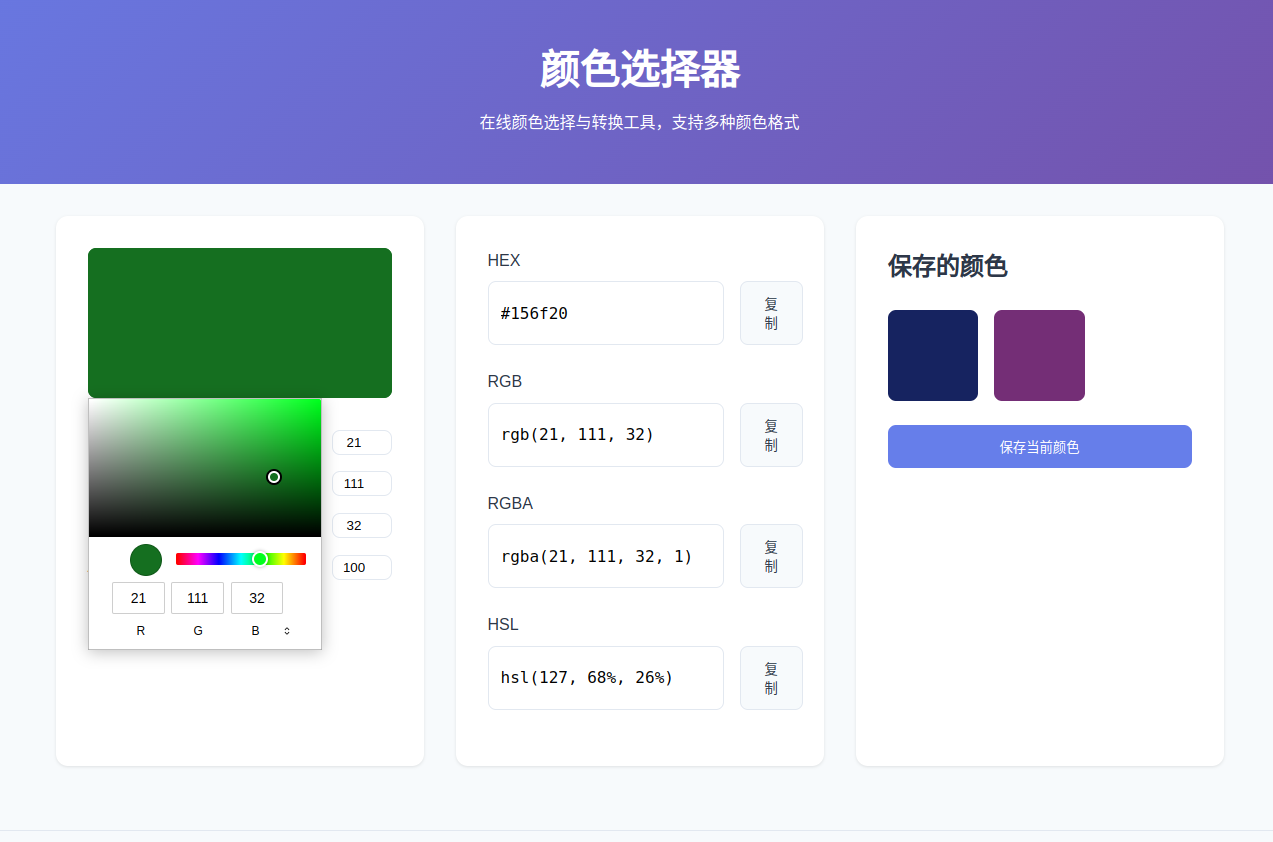 颜色选择器
在线颜色选择与转换工具，支持多种颜色格式
21
111
32
100
21 111 32
R G B
HEX
#156f20
复
制
RGB
rgb(21, 111, 32)
复
制
RGBA
rgba(21, 111, 32, 1)
复
制
HSL
hsl(127, 68%, 26%)
复
制
保存的颜色
保存当前颜色